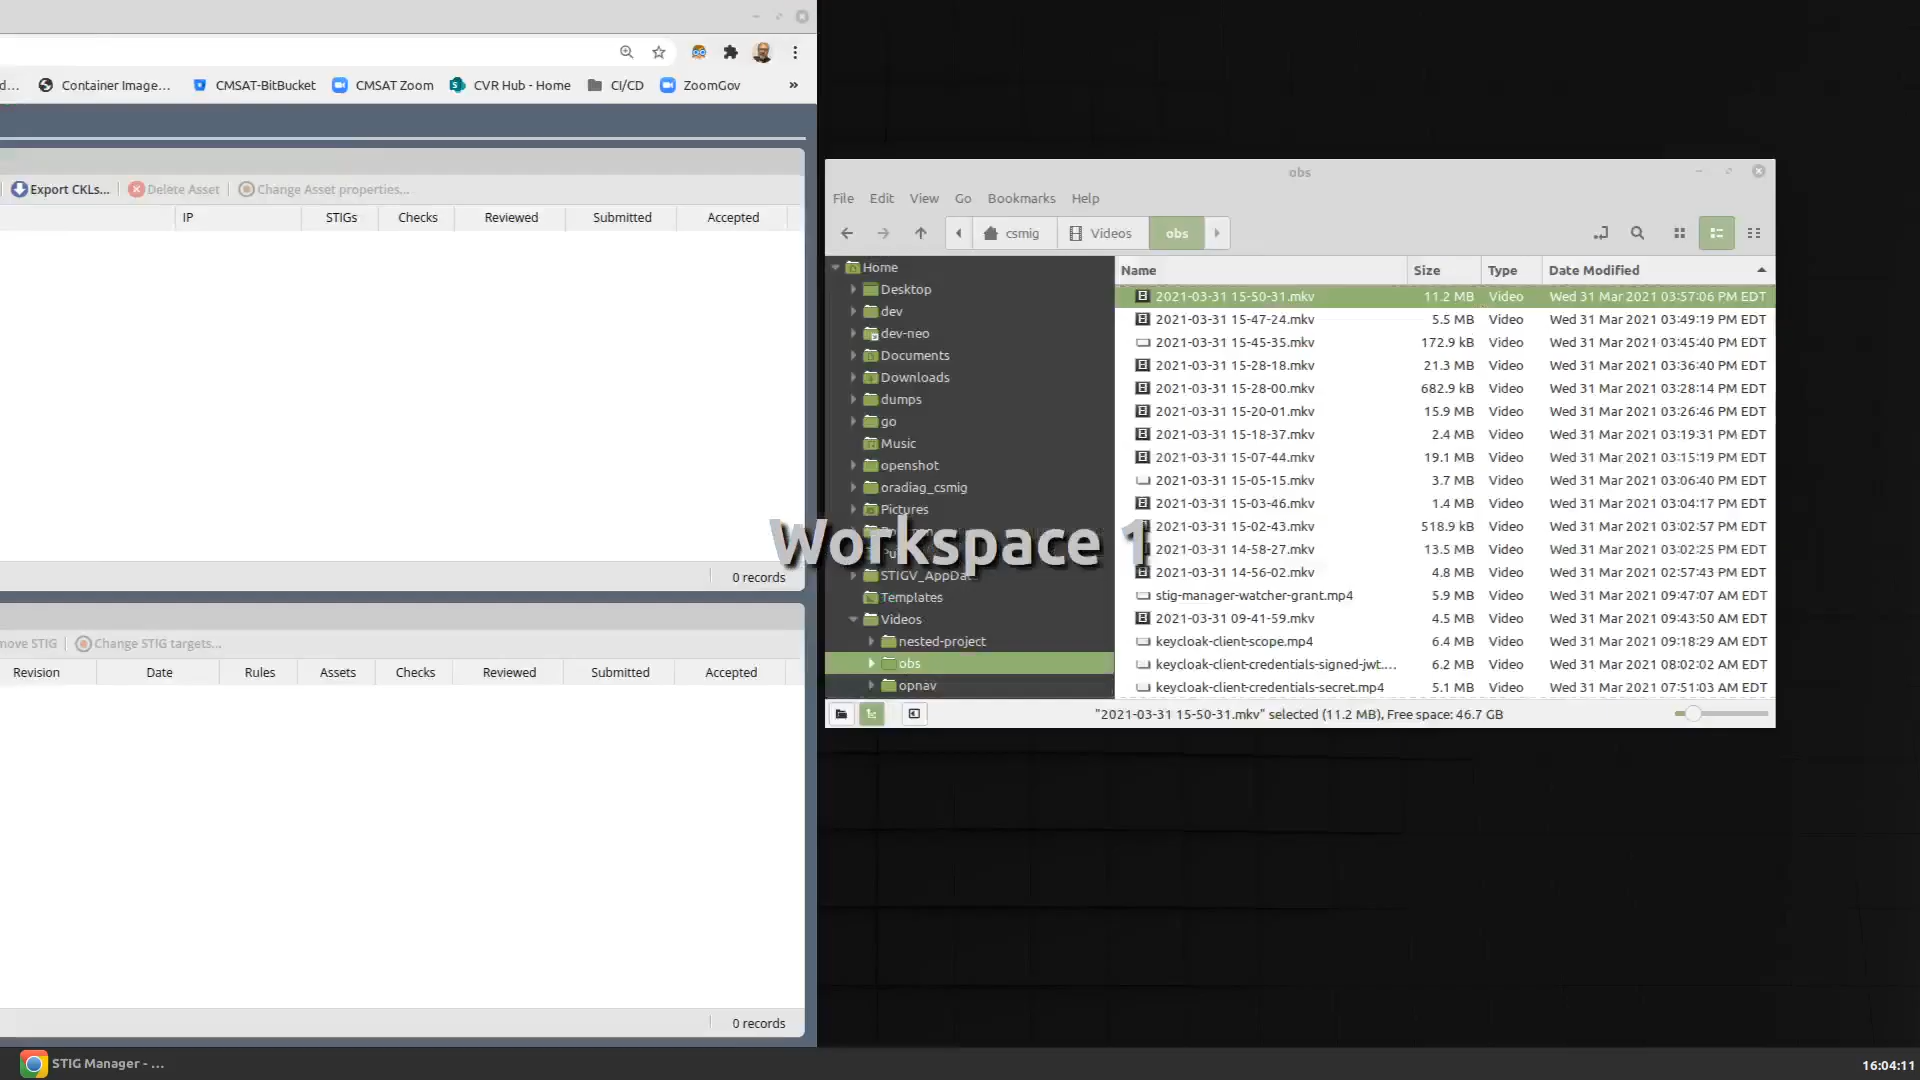 d... Container Image... CMSAT-BitBucket CMSAT Zoom CVR Hub - Home CI/CD ZoomGov »
Export CKLs... Delete Asset Change Asset properties...
IP STIGs Checks Reviewed Submitted Accepted
0 records
move STIG Change STIG targets...
Revision Date Rules Assets Checks Reviewed Submitted Accepted
0 records
obs
File Edit View Go Bookmarks Help
csmig Videos obs
Home
Desktop
dev
dev-neo
Documents
Downloads
dumps
go
Music
openshot
oradiag_csmig
Pictures
STIGV_AppDat
Templates
Videos
nested-project
obs
opnav
Name Size Type Date Modified
2021-03-31 15-50-31.mkv 11.2 MB Video Wed 31 Mar 2021 03:57:06 PM EDT
2021-03-31 15-47-24.mkv 5.5 MB Video Wed 31 Mar 2021 03:49:19 PM EDT
2021-03-31 15-45-35.mkv 172.9 kB Video Wed 31 Mar 2021 03:45:40 PM EDT
2021-03-31 15-28-18.mkv 21.3 MB Video Wed 31 Mar 2021 03:36:40 PM EDT
2021-03-31 15-28-00.mkv 682.9 kB Video Wed 31 Mar 2021 03:28:14 PM EDT
2021-03-31 15-20-01.mkv 15.9 MB Video Wed 31 Mar 2021 03:26:46 PM EDT
2021-03-31 15-18-37.mkv 2.4 MB Video Wed 31 Mar 2021 03:19:31 PM EDT
2021-03-31 15-07-44.mkv 19.1 MB Video Wed 31 Mar 2021 03:15:19 PM EDT
2021-03-31 15-05-15.mkv 3.7 MB Video Wed 31 Mar 2021 03:06:40 PM EDT
2021-03-31 15-03-46.mkv 1.4 MB Video Wed 31 Mar 2021 03:04:17 PM EDT
2021-03-31 15-02-43.mkv 518.9 kB Video Wed 31 Mar 2021 03:02:57 PM EDT
2021-03-31 14-58-27.mkv 13.5 MB Video Wed 31 Mar 2021 03:02:25 PM EDT
2021-03-31 14-56-02.mkv 4.8 MB Video Wed 31 Mar 2021 02:57:43 PM EDT
stig-manager-watcher-grant.mp4 5.9 MB Video Wed 31 Mar 2021 09:47:07 AM EDT
2021-03-31 09-41-59.mkv 4.5 MB Video Wed 31 Mar 2021 09:43:50 AM EDT
keycloak-client-scope.mp4 6.4 MB Video Wed 31 Mar 2021 09:18:29 AM EDT
keycloak-client-credentials-signed-jwt.... 6.2 MB Video Wed 31 Mar 2021 08:02:02 AM EDT
keycloak-client-credentials-secret.mp4 5.1 MB Video Wed 31 Mar 2021 07:51:03 AM EDT
"2021-03-31 15-50-31.mkv" selected (11.2 MB), Free space: 46.7 GB
Workspace 1
STIG Manager - ...
16:04:11